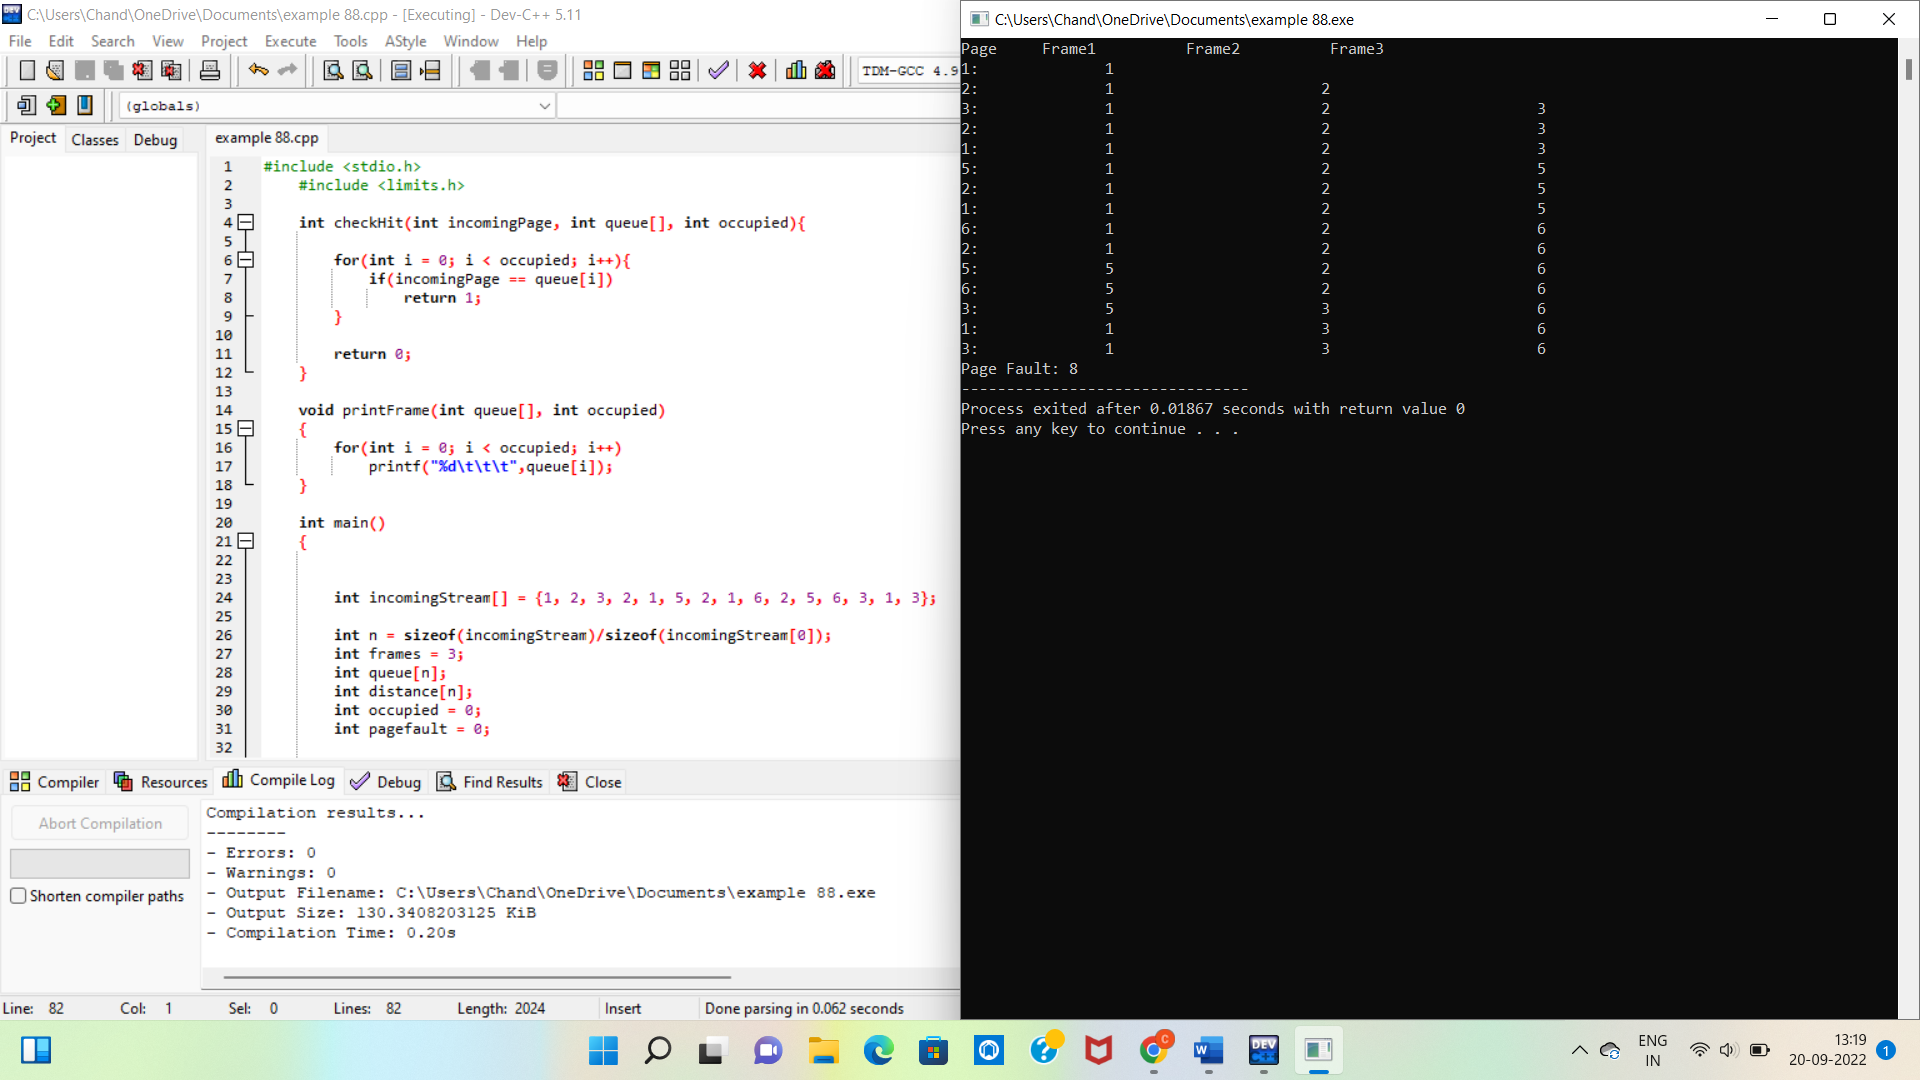 C:\Users\Chand\OneDrive\Documents\example 88.cpp - [Executing] - Dev-C++ 5.11
File Edit Search View Project Execute Tools AStyle Window Help
TDM-GCC 4.9
(globals)
Project Classes Debug
example 88.cpp
1 #include <stdio.h>
2 #include <limits.h>
3
4 int checkHit(int incomingPage, int queue[], int occupied){
5
6 for(int i = 0; i < occupied; i++){
7 if(incomingPage == queue[i])
8 return 1;
9 }
10
11 return 0;
12 }
13
14 void printFrame(int queue[], int occupied)
15 {
16 for(int i = 0; i < occupied; i++)
17 printf("%d\t\t\t",queue[i]);
18 }
19
20 int main()
21 {
22
23
24 int incomingStream[] = {1, 2, 3, 2, 1, 5, 2, 1, 6, 2, 5, 6, 3, 1, 3};
25
26 int n = sizeof(incomingStream)/sizeof(incomingStream[0]);
27 int frames = 3;
28 int queue[n];
29 int distance[n];
30 int occupied = 0;
31 int pagefault = 0;
32
Compiler Resources Compile Log Debug Find Results Close
Abort Compilation
Shorten compiler paths
Compilation results...
--------
- Errors: 0
- Warnings: 0
- Output Filename: C:\Users\Chand\OneDrive\Documents\example 88.exe
- Output Size: 130.3408203125 KiB
- Compilation Time: 0.20s
Line: 82 Col: 1 Sel: 0 Lines: 82 Length: 2024 Insert Done parsing in 0.062 seconds
C:\Users\Chand\OneDrive\Documents\example 88.exe
Page Frame1 Frame2 Frame3
1: 1
2: 1 2
3: 1 2 3
2: 1 2 3
1: 1 2 3
5: 1 2 5
2: 1 2 5
1: 1 2 5
6: 1 2 6
2: 1 2 6
5: 5 2 6
6: 5 2 6
3: 5 3 6
1: 1 3 6
3: 1 3 6
Page Fault: 8
--------------------------------
Process exited after 0.01867 seconds with return value 0
Press any key to continue . . .
C
W
DEV C++
ENG
IN
13:19
20-09-2022
1